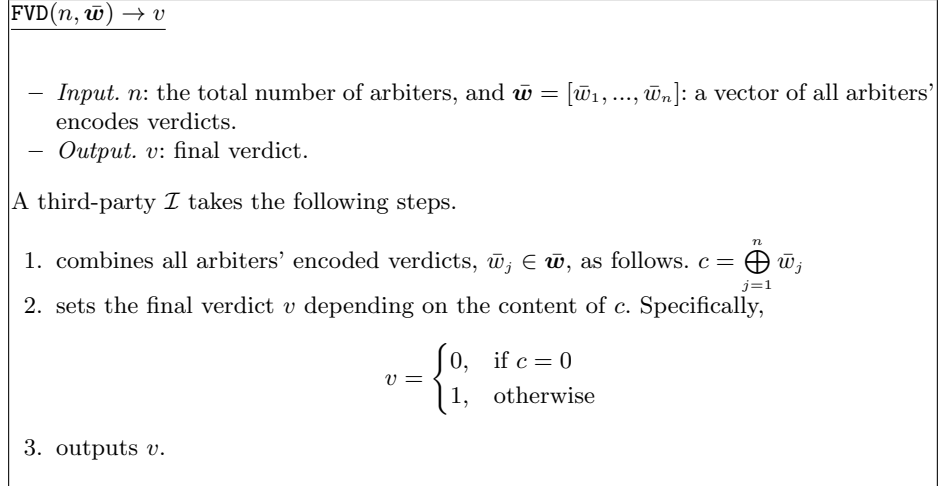 FVD(n, w̄) → v
– Input. n: the total number of arbiters, and w̄ = [w̄₁, ..., w̄ₙ]: a vector of all arbiters'
encodes verdicts.
– Output. v: final verdict.
A third-party 𝓘 takes the following steps.
1. combines all arbiters' encoded verdicts, w̄ⱼ ∈ w̄, as follows. c = ⨁ⁿⱼ₌₁ w̄ⱼ
2. sets the final verdict v depending on the content of c. Specifically,
v = { 0, if c = 0
1, otherwise
3. outputs v.